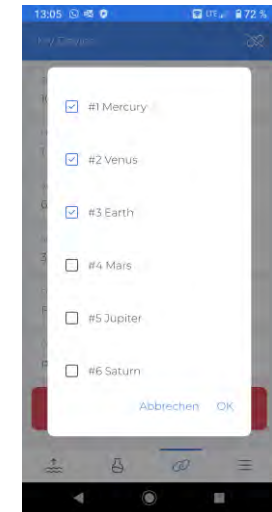 13:05
72 %
#1 Mercury
#2 Venus
#3 Earth
#4 Mars
#5 Jupiter
#6 Saturn
Abbrechen OK